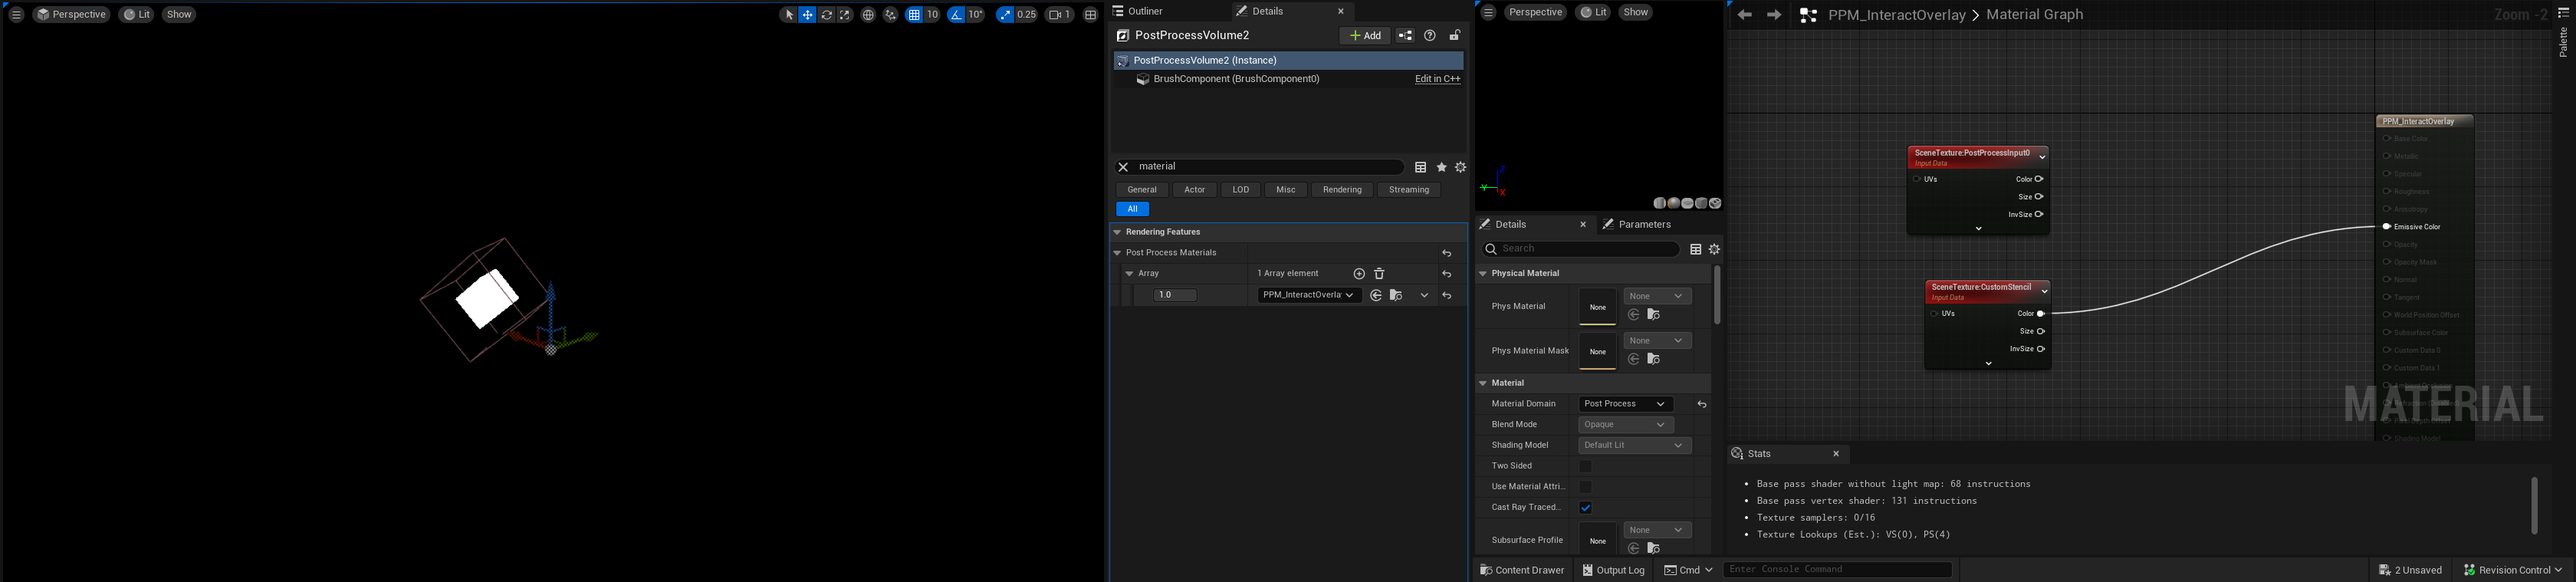 Perspective
Lit
Show
10
10°
0.25
1
Outliner
Details
PostProcessVolume2
Add
PostProcessVolume2 (Instance)
BrushComponent (BrushComponent0)
Edit in C++
material
General
Actor
LOD
Misc
Rendering
Streaming
All
Rendering Features
Post Process Materials
Array
1 Array element
1.0
PPM_InteractOverla
Perspective
Lit
Show
Z
Y
X
Details
Parameters
Search
Physical Material
Phys Material
None
None
Phys Material Mask
None
None
Material
Material Domain
Post Process
Blend Mode
Opaque
Shading Model
Default Lit
Two Sided
Use Material Attri...
Cast Ray Traced...
Subsurface Profile
None
None
PPM_InteractOverlay > Material Graph
Zoom -2
Palette
SceneTexture:PostProcessInput0
Input Data
UVs
Color
Size
InvSize
SceneTexture:CustomStencil
Input Data
UVs
Color
Size
InvSize
PPM_InteractOverlay
Base Color
Metallic
Specular
Roughness
Anisotropy
Emissive Color
Opacity
Opacity Mask
Normal
Tangent
World Position Offset
Subsurface Color
Custom Data 0
Custom Data 1
MATERIAL
Stats
• Base pass shader without light map: 68 instructions
• Base pass vertex shader: 131 instructions
• Texture samplers: 0/16
• Texture Lookups (Est.): VS(0), PS(4)
Content Drawer
Output Log
Cmd
Enter Console Command
2 Unsaved
Revision Control